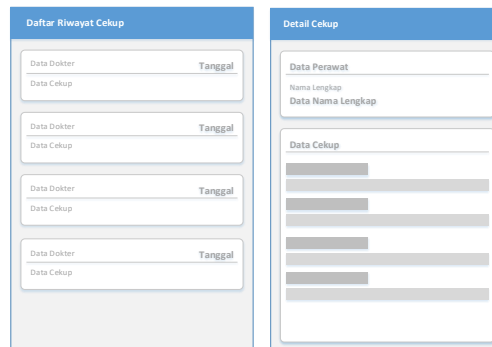 Daftar Riwayat Cekup
Data Dokter
Tanggal
Data Cekup
Data Dokter
Tanggal
Data Cekup
Data Dokter
Tanggal
Data Cekup
Data Dokter
Tanggal
Data Cekup
Detail Cekup
Data Perawat
Nama Lengkap
Data Nama Lengkap
Data Cekup